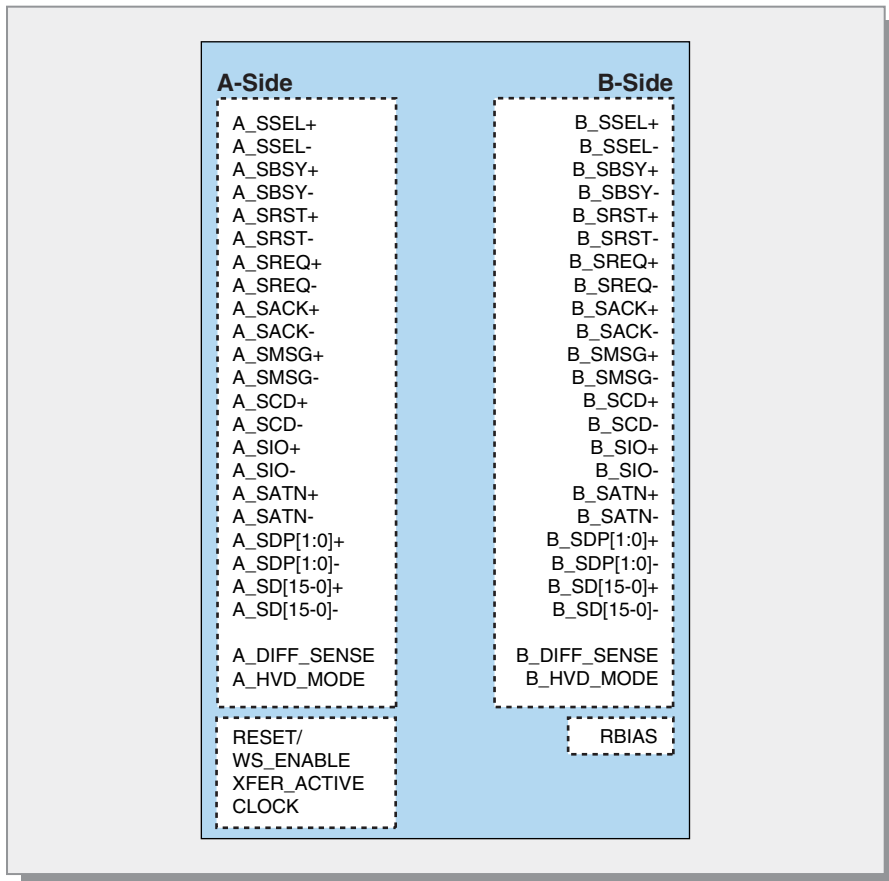 A-Side
A_SSEL+
A_SSEL-
A_SBSY+
A_SBSY-
A_SRST+
A_SRST-
A_SREQ+
A_SREQ-
A_SACK+
A_SACK-
A_SMSG+
A_SMSG-
A_SCD+
A_SCD-
A_SIO+
A_SIO-
A_SATN+
A_SATN-
A_SDP[1:0]+
A_SDP[1:0]-
A_SD[15-0]+
A_SD[15-0]-
A_DIFF_SENSE
A_HVD_MODE
RESET/
WS_ENABLE
XFER_ACTIVE
CLOCK
B-Side
B_SSEL+
B_SSEL-
B_SBSY+
B_SBSY-
B_SRST+
B_SRST-
B_SREQ+
B_SREQ-
B_SACK+
B_SACK-
B_SMSG+
B_SMSG-
B_SCD+
B_SCD-
B_SIO+
B_SIO-
B_SATN+
B_SATN-
B_SDP[1:0]+
B_SDP[1:0]-
B_SD[15-0]+
B_SD[15-0]-
B_DIFF_SENSE
B_HVD_MODE
RBIAS